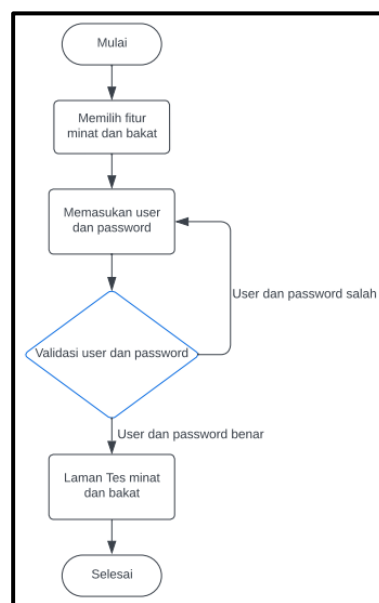 Mulai
Memilih fitur
minat dan bakat
Memasukan user
dan password
User dan password salah
Validasi user dan password
User dan password benar
Laman Tes minat
dan bakat
Selesai